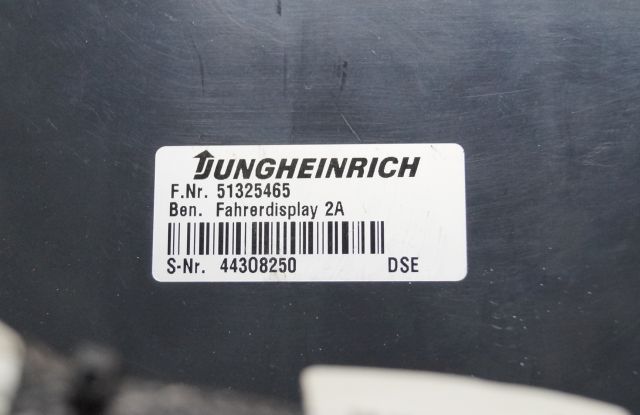 JUNGHEINRICH
F.Nr. 51325465
Ben. Fahrerdisplay 2A
S-Nr. 44308250 DSE